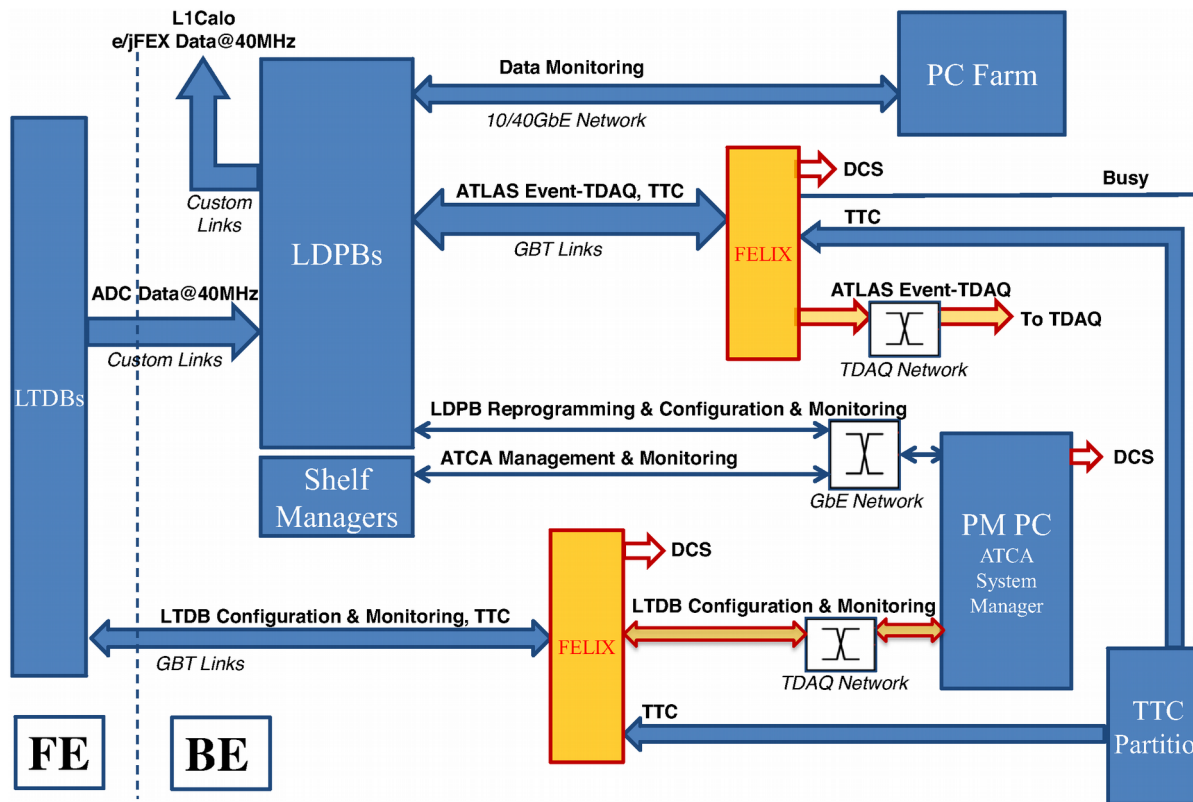 L1Calo
e/jFEX Data@40MHz
Data Monitoring
10/40GbE Network
PC Farm
Custom
Links
LDPBs
ATLAS Event-TDAQ, TTC
GBT Links
FELIX
DCS
Busy
TTC
ATLAS Event-TDAQ
To TDAQ
TDAQ Network
ADC Data@40MHz
Custom Links
LTDBs
LDPB Reprogramming & Configuration & Monitoring
ATCA Management & Monitoring
GbE Network
Shelf
Managers
PM PC
ATCA
System
Manager
DCS
DCS
LTDB Configuration & Monitoring, TTC
GBT Links
FELIX
LTDB Configuration & Monitoring
TDAQ Network
TTC
TTC
Partitio
FE
BE